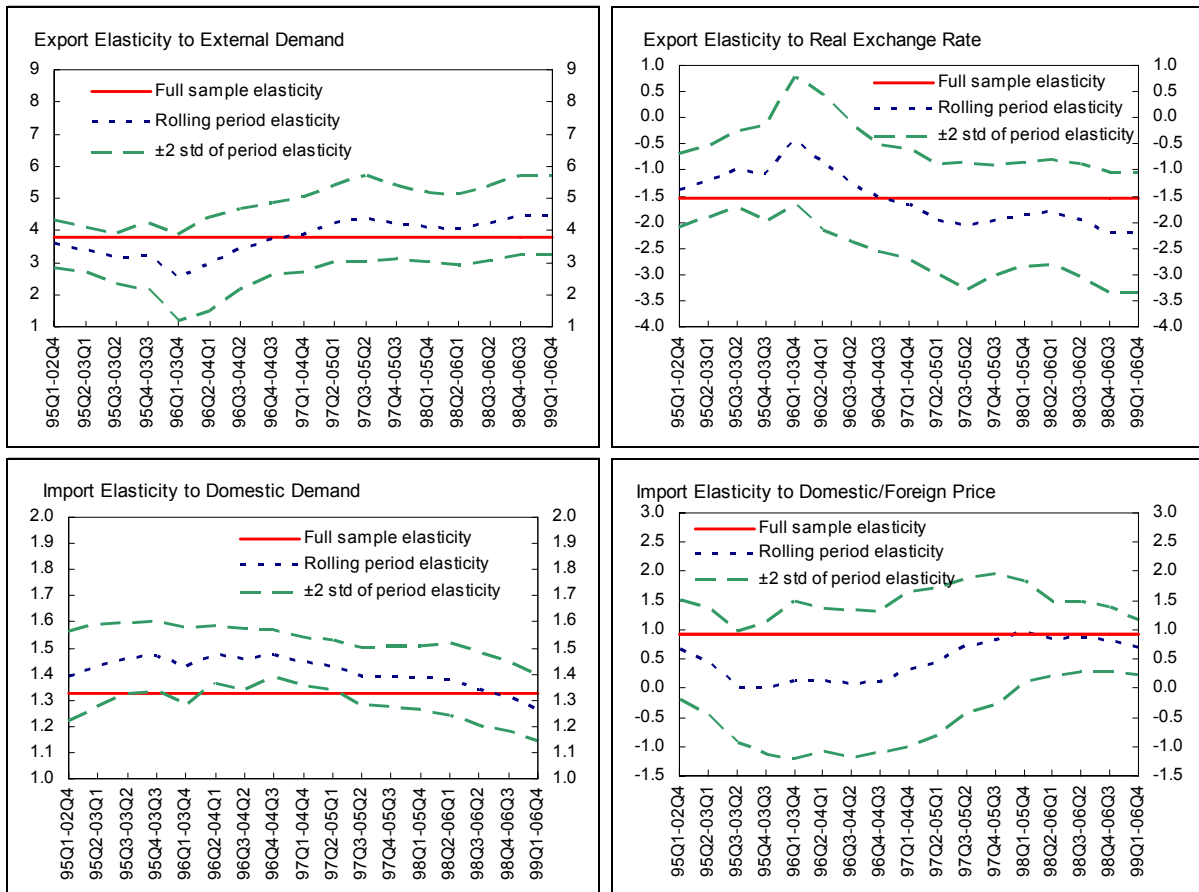 Export Elasticity to External Demand
9
8
7
6
5
4
3
2
1
9
8
7
6
5
4
3
2
1
Full sample elasticity
Rolling period elasticity
±2 std of period elasticity
95Q1-02Q4
95Q2-03Q1
95Q3-03Q2
95Q4-03Q3
96Q1-03Q4
96Q2-04Q1
96Q3-04Q2
96Q4-04Q3
97Q1-04Q4
97Q2-05Q1
97Q3-05Q2
97Q4-05Q3
98Q1-05Q4
98Q2-06Q1
98Q3-06Q2
98Q4-06Q3
99Q1-06Q4
Export Elasticity to Real Exchange Rate
1.0
0.5
0.0
-0.5
-1.0
-1.5
-2.0
-2.5
-3.0
-3.5
-4.0
1.0
0.5
0.0
-0.5
-1.0
-1.5
-2.0
-2.5
-3.0
-3.5
-4.0
Full sample elasticity
Rolling period elasticity
±2 std of period elasticity
95Q1-02Q4
95Q2-03Q1
95Q3-03Q2
95Q4-03Q3
96Q1-03Q4
96Q2-04Q1
96Q3-04Q2
96Q4-04Q3
97Q1-04Q4
97Q2-05Q1
97Q3-05Q2
97Q4-05Q3
98Q1-05Q4
98Q2-06Q1
98Q3-06Q2
98Q4-06Q3
99Q1-06Q4
Import Elasticity to Domestic Demand
2.0
1.9
1.8
1.7
1.6
1.5
1.4
1.3
1.2
1.1
1.0
2.0
1.9
1.8
1.7
1.6
1.5
1.4
1.3
1.2
1.1
1.0
Full sample elasticity
Rolling period elasticity
±2 std of period elasticity
95Q1-02Q4
95Q2-03Q1
95Q3-03Q2
95Q4-03Q3
96Q1-03Q4
96Q2-04Q1
96Q3-04Q2
96Q4-04Q3
97Q1-04Q4
97Q2-05Q1
97Q3-05Q2
97Q4-05Q3
98Q1-05Q4
98Q2-06Q1
98Q3-06Q2
98Q4-06Q3
99Q1-06Q4
Import Elasticity to Domestic/Foreign Price
3.0
2.5
2.0
1.5
1.0
0.5
0.0
-0.5
-1.0
-1.5
3.0
2.5
2.0
1.5
1.0
0.5
0.0
-0.5
-1.0
-1.5
Full sample elasticity
Rolling period elasticity
±2 std of period elasticity
95Q1-02Q4
95Q2-03Q1
95Q3-03Q2
95Q4-03Q3
96Q1-03Q4
96Q2-04Q1
96Q3-04Q2
96Q4-04Q3
97Q1-04Q4
97Q2-05Q1
97Q3-05Q2
97Q4-05Q3
98Q1-05Q4
98Q2-06Q1
98Q3-06Q2
98Q4-06Q3
99Q1-06Q4